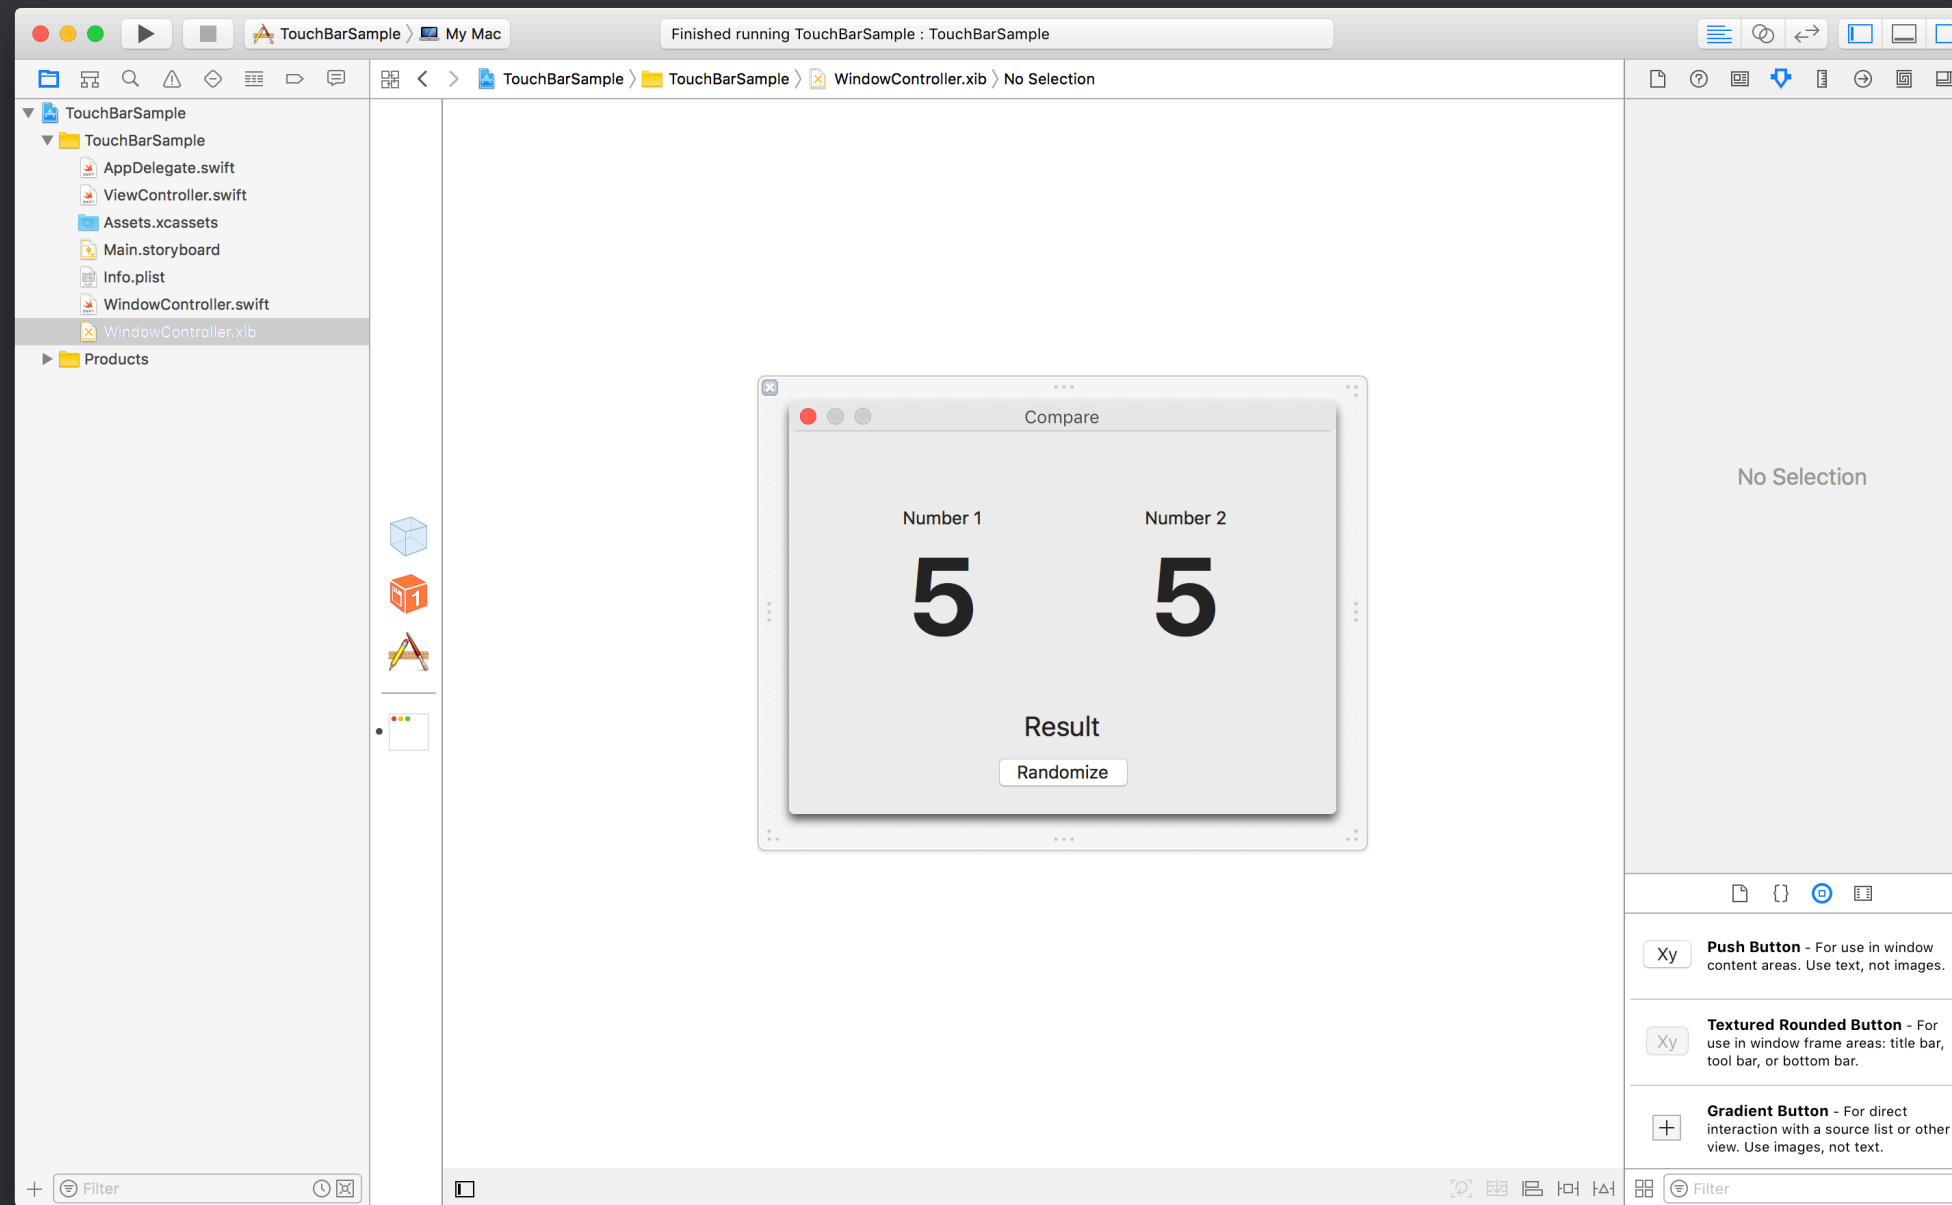 TouchBarSample
My Mac
Finished running TouchBarSample : TouchBarSample
TouchBarSample
TouchBarSample
WindowController.xib
No Selection
TouchBarSample
TouchBarSample
AppDelegate.swift
ViewController.swift
Assets.xcassets
Main.storyboard
Info.plist
WindowController.swift
WindowController.xib
Products
Compare
Number 1
Number 2
5
5
Result
Randomize
1
No Selection
{}
Xy
Push Button - For use in window
content areas. Use text, not images.
Xy
Textured Rounded Button - For
use in window frame areas: title bar,
tool bar, or bottom bar.
Gradient Button - For direct
interaction with a source list or other
view. Use images, not text.
Filter
Filter